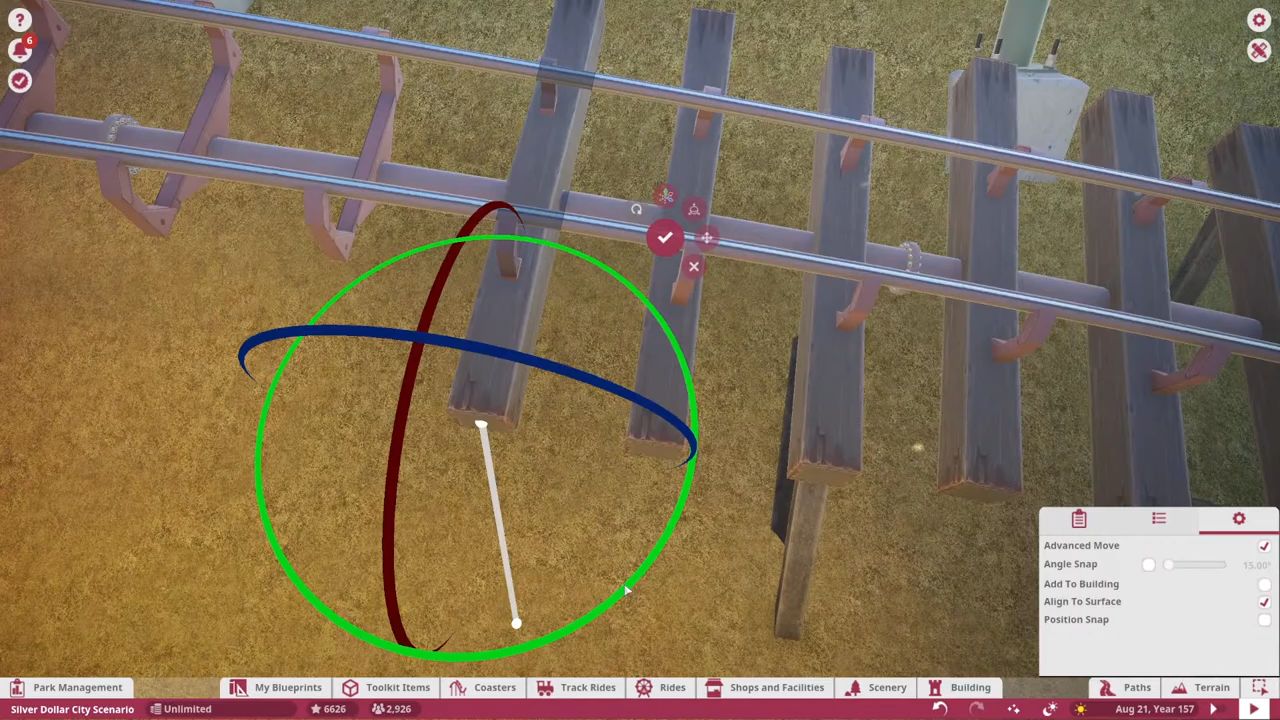 ?
6
Advanced Move
Angle Snap 15.00°
Add To Building
Align To Surface
Position Snap
Park Management My Blueprints Toolkit Items Coasters Track Rides Rides Shops and Facilities Scenery Building Paths Terrain
Silver Dollar City Scenario Unlimited 6626 2,926 Aug 21, Year 157